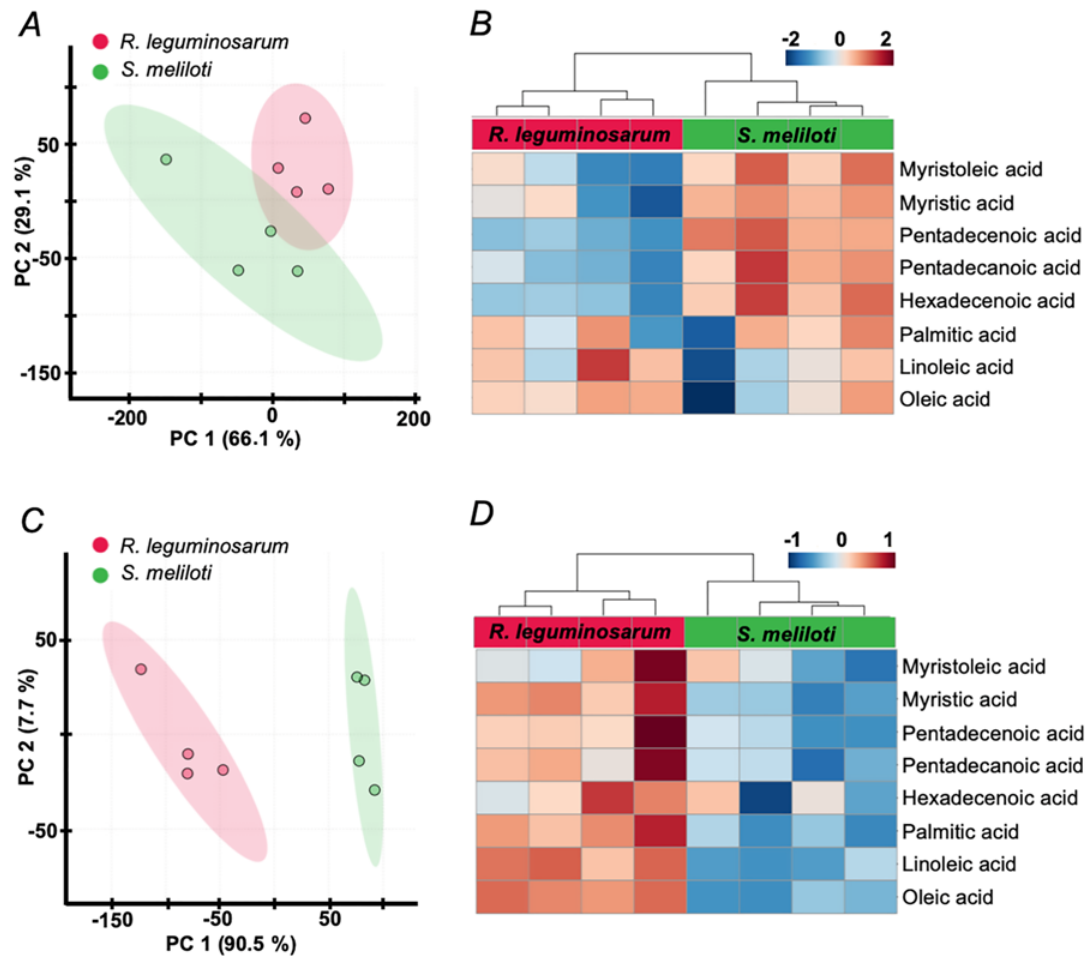 A
R. leguminosarum
S. meliloti
50
-50
-150
PC 2 (29.1 %)
-200
0
200
PC 1 (66.1 %)
B
-2 0 2
R. leguminosarum S. meliloti
Myristoleic acid
Myristic acid
Pentadecenoic acid
Pentadecanoic acid
Hexadecenoic acid
Palmitic acid
Linoleic acid
Oleic acid
C
R. leguminosarum
S. meliloti
50
-50
PC 2 (7.7 %)
-150
-50
50
PC 1 (90.5 %)
D
-1 0 1
R. leguminosarum S. meliloti
Myristoleic acid
Myristic acid
Pentadecenoic acid
Pentadecanoic acid
Hexadecenoic acid
Palmitic acid
Linoleic acid
Oleic acid